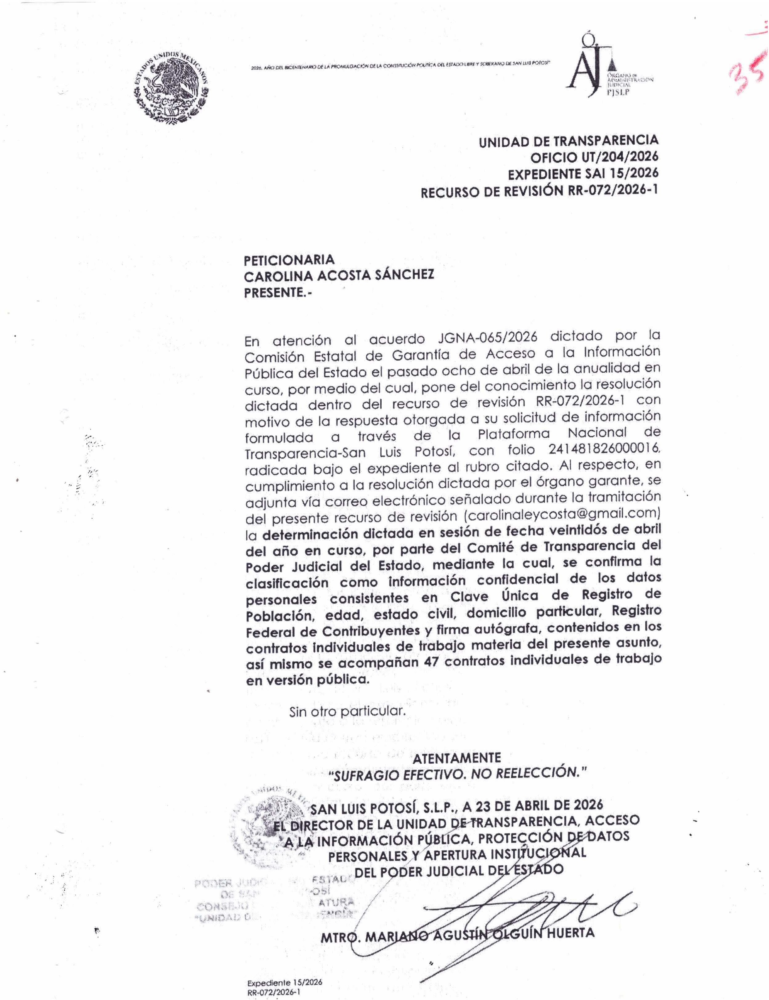 ESTADOS UNIDOS MEXICANOS
2026, AÑO DEL BICENTENARIO DE LA PROMULGACIÓN DE LA CONSTITUCIÓN POLÍTICA DEL ESTADO LIBRE Y SOBERANO DE SAN LUIS POTOSÍ"
ÓAJ
ÓRGANO DE
ADMINISTRACIÓN
JUDICIAL
PJSLP
35
UNIDAD DE TRANSPARENCIA
OFICIO UT/204/2026
EXPEDIENTE SAI 15/2026
RECURSO DE REVISIÓN RR-072/2026-1
PETICIONARIA
CAROLINA ACOSTA SÁNCHEZ
PRESENTE.-
En atención al acuerdo JGNA-065/2026 dictado por la
Comisión Estatal de Garantía de Acceso a la Información
Pública del Estado el pasado ocho de abril de la anualidad en
curso, por medio del cual, pone del conocimiento la resolución
dictada dentro del recurso de revisión RR-072/2026-1 con
motivo de la respuesta otorgada a su solicitud de información
formulada a través de la Plataforma Nacional de
Transparencia-San Luis Potosí, con folio 241481826000016,
radicada bajo el expediente al rubro citado. Al respecto, en
cumplimiento a la resolución dictada por el órgano garante, se
adjunta vía correo electrónico señalado durante la tramitación
del presente recurso de revisión (carolinaleycosta@gmail.com)
la determinación dictada en sesión de fecha veintidós de abril
del año en curso, por parte del Comité de Transparencia del
Poder Judicial del Estado, mediante la cual, se confirma la
clasificación como información confidencial de los datos
personales consistentes en Clave Única de Registro de
Población, edad, estado civil, domicilio particular, Registro
Federal de Contribuyentes y firma autógrafa, contenidos en los
contratos individuales de trabajo materia del presente asunto,
así mismo se acompañan 47 contratos individuales de trabajo
en versión pública.
Sin otro particular.
ATENTAMENTE
"SUFRAGIO EFECTIVO. NO REELECCIÓN."
SAN LUIS POTOSÍ, S.L.P., A 23 DE ABRIL DE 2026
EL DIRECTOR DE LA UNIDAD DE TRANSPARENCIA, ACCESO
A LA INFORMACIÓN PÚBLICA, PROTECCIÓN DE DATOS
PERSONALES Y APERTURA INSTITUCIONAL
DEL PODER JUDICIAL DEL ESTADO
PODER ESTADO
DE SAN
CONSEJO
"UNIDAD
MTRO. MARIANO AGUSTÍN OLGUÍN HUERTA
Expediente 15/2026
RR-072/2026-1